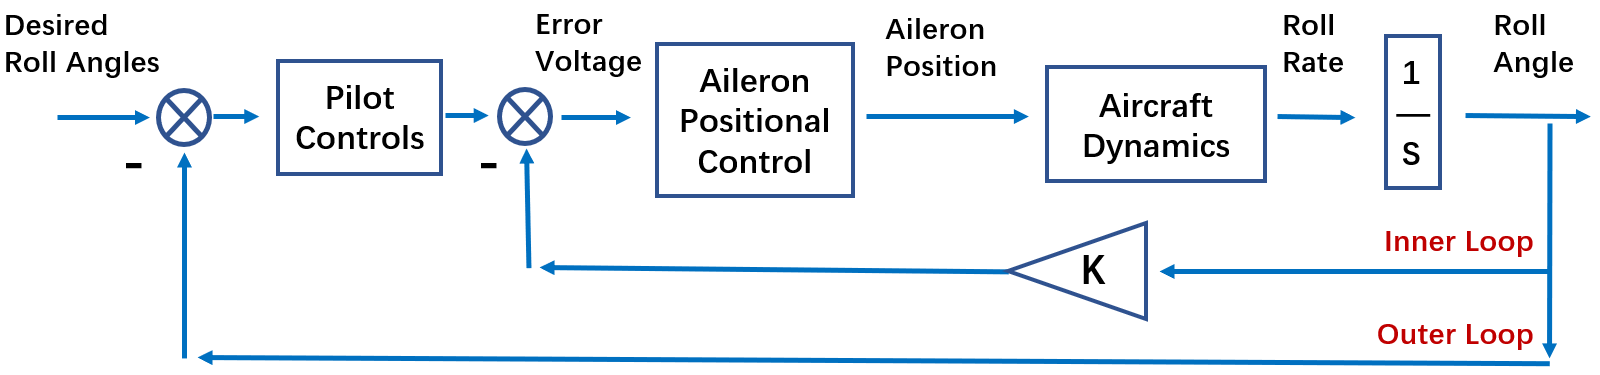 Desired
Roll Angles
-
Pilot
Controls
Error
Voltage
-
Aileron
Positional
Control
Aileron
Position
Aircraft
Dynamics
Roll
Rate
1
S
Roll
Angle
Inner Loop
K
Outer Loop